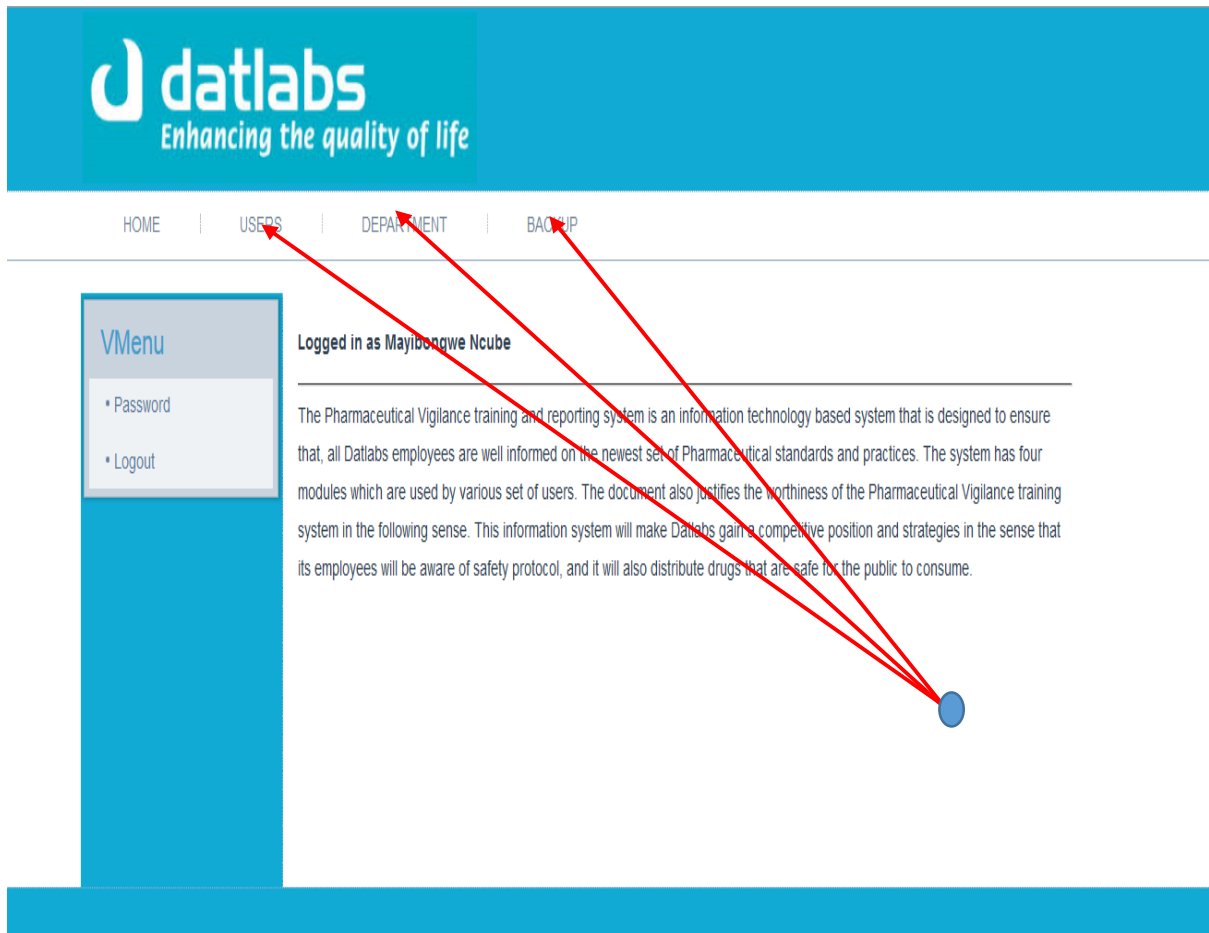 datlabs
Enhancing the quality of life
HOME USERS DEPARTMENT BACKUP
VMenu
▪ Password
▪ Logout
Logged in as Mayibongwe Ncube
The Pharmaceutical Vigilance training and reporting system is an information technology based system that is designed to ensure
that, all Datlabs employees are well informed on the newest set of Pharmaceutical standards and practices. The system has four
modules which are used by various set of users. The document also justifies the worthiness of the Pharmaceutical Vigilance training
system in the following sense. This information system will make Datlabs gain a competitive position and strategies in the sense that
its employees will be aware of safety protocol, and it will also distribute drugs that are safe for the public to consume.